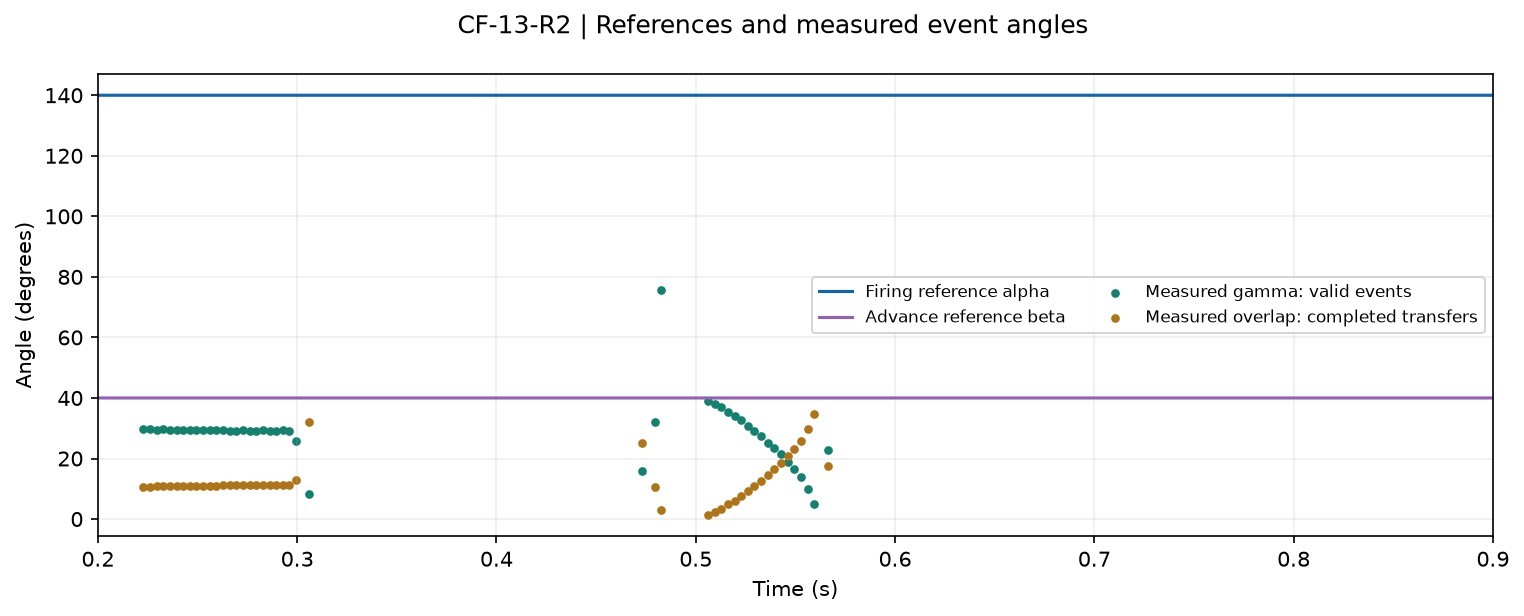 CF-13-R2 | References and measured event angles
Angle (degrees)
140
120
100
80
60
40
20
0
Firing reference alpha
Advance reference beta
Measured gamma: valid events
Measured overlap: completed transfers
0.2 0.3 0.4 0.5 0.6 0.7 0.8 0.9
Time (s)